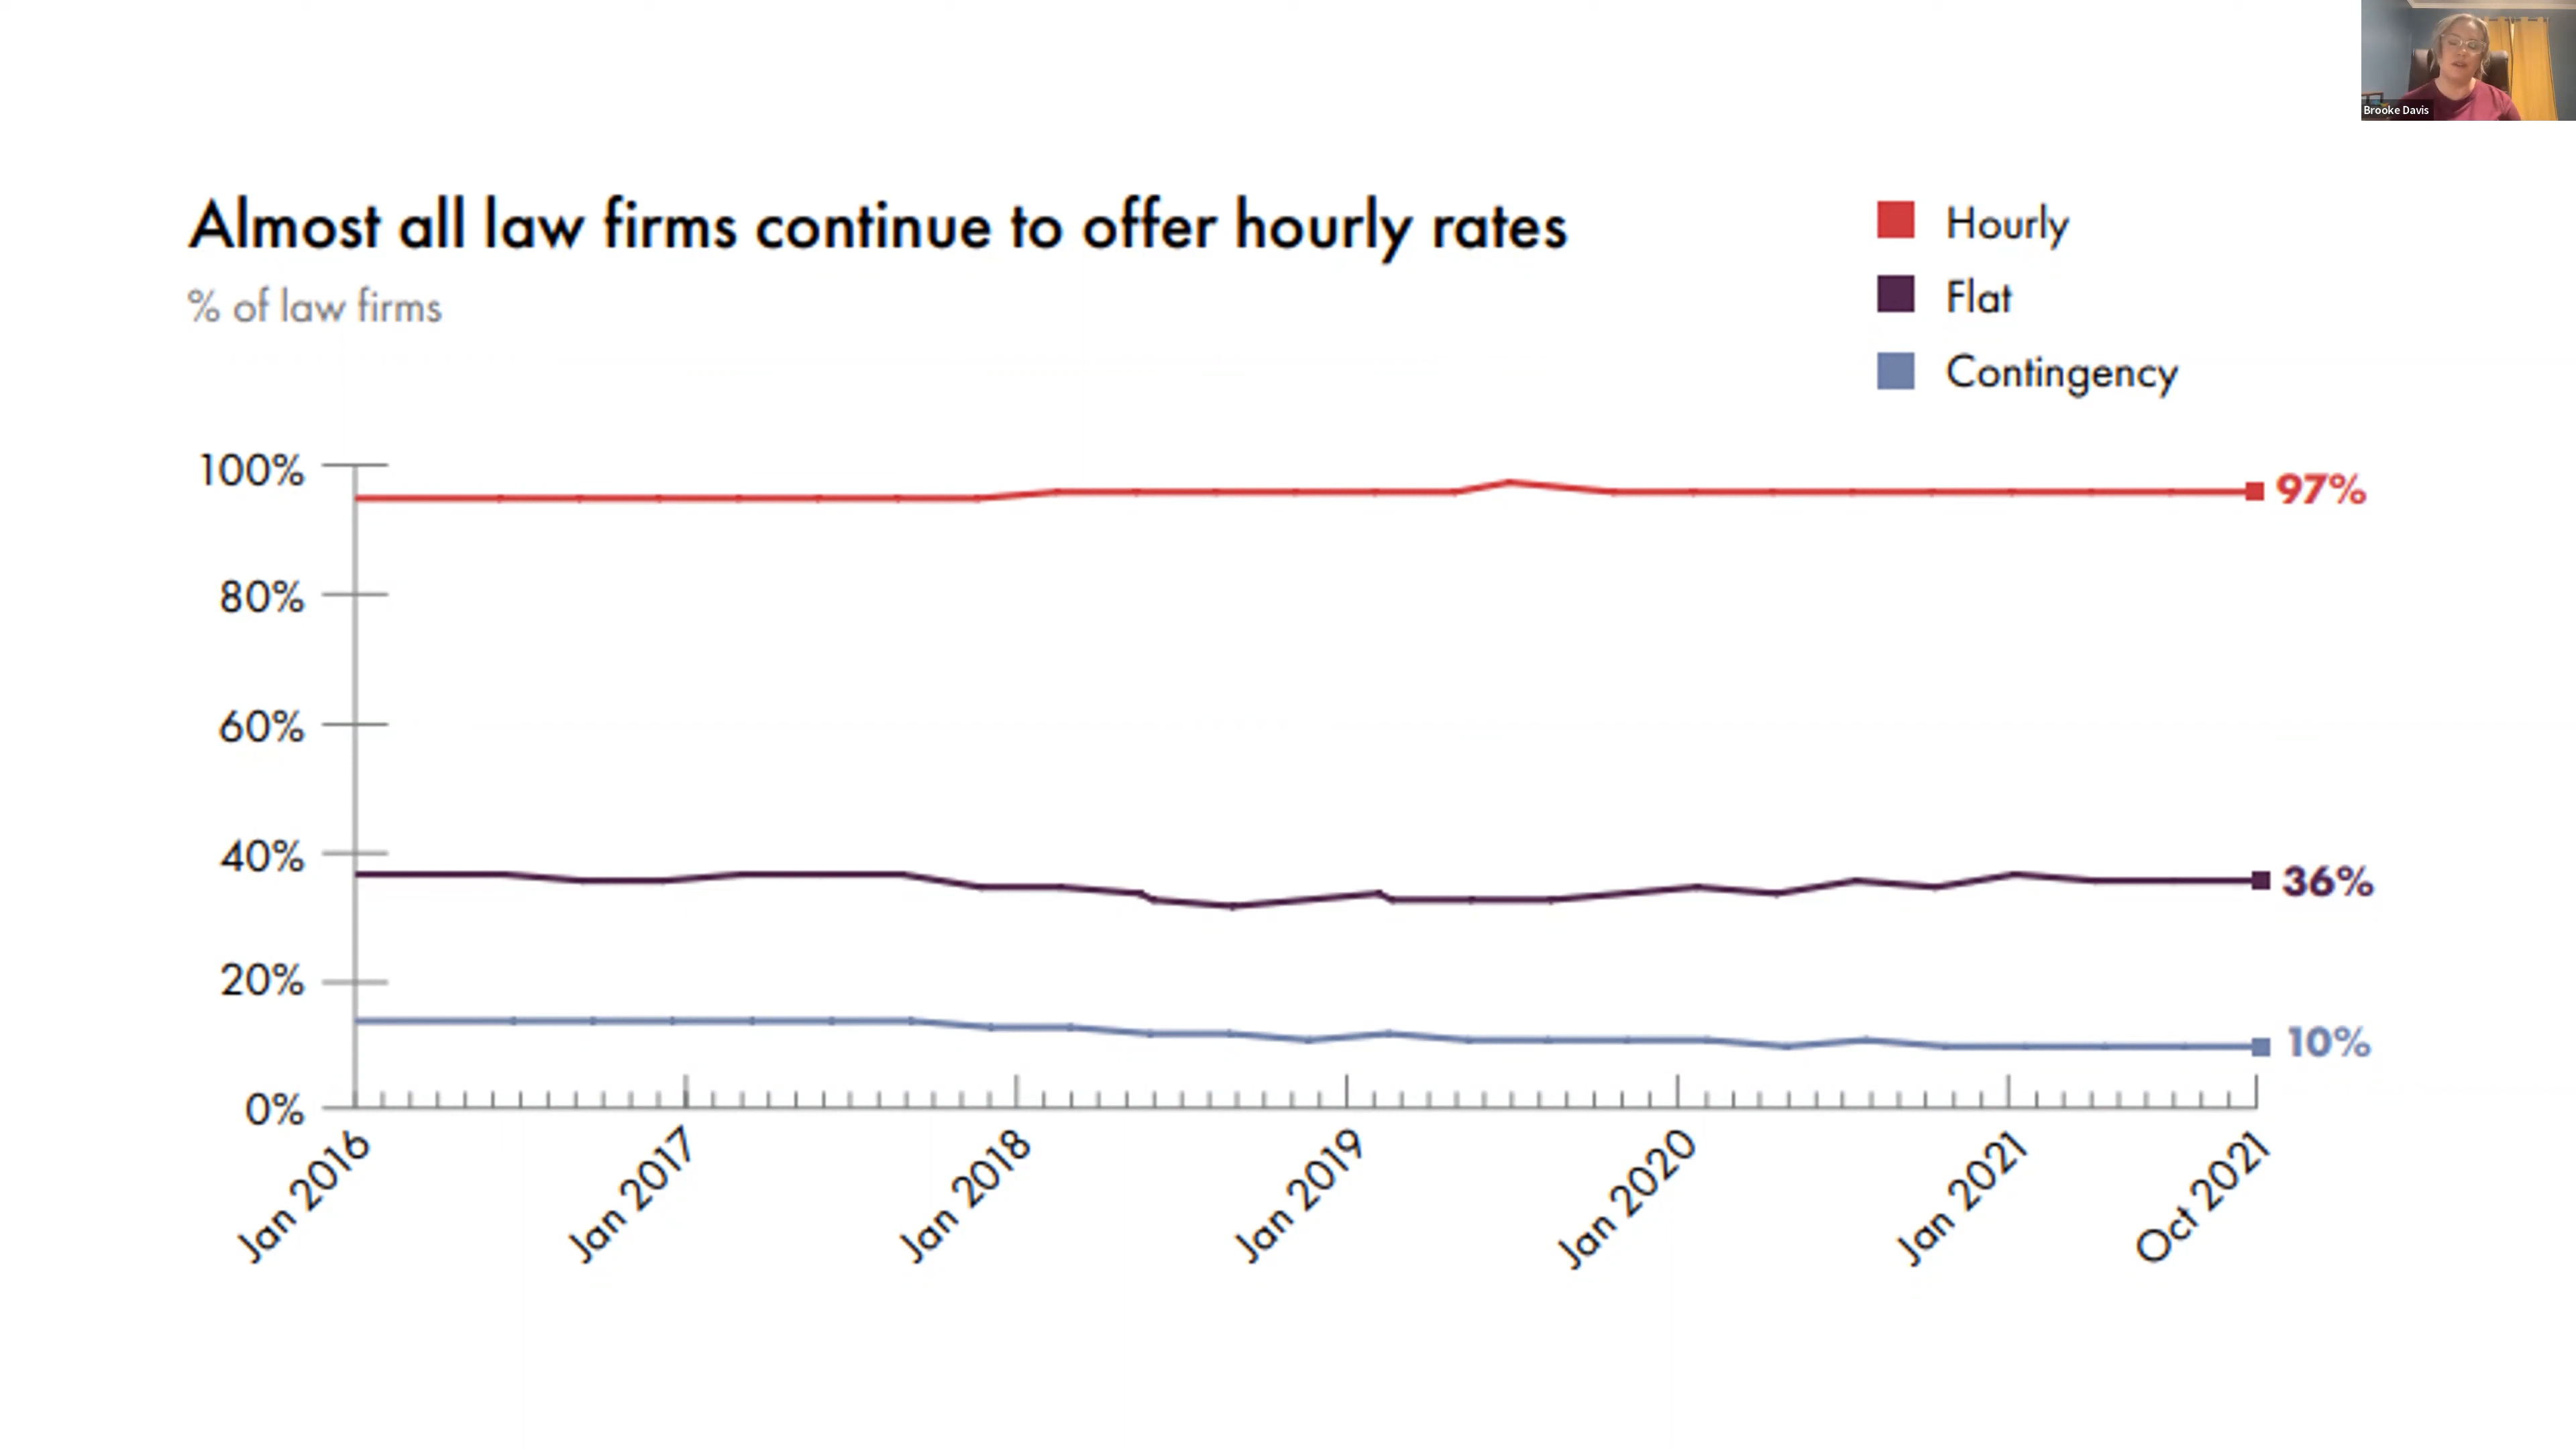 Brooke Davis
Almost all law firms continue to offer hourly rates
% of law firms
Hourly
Flat
Contingency
100%
80%
60%
40%
20%
0%
97%
36%
10%
Jan 2016
Jan 2017
Jan 2018
Jan 2019
Jan 2020
Jan 2021
Oct 2021